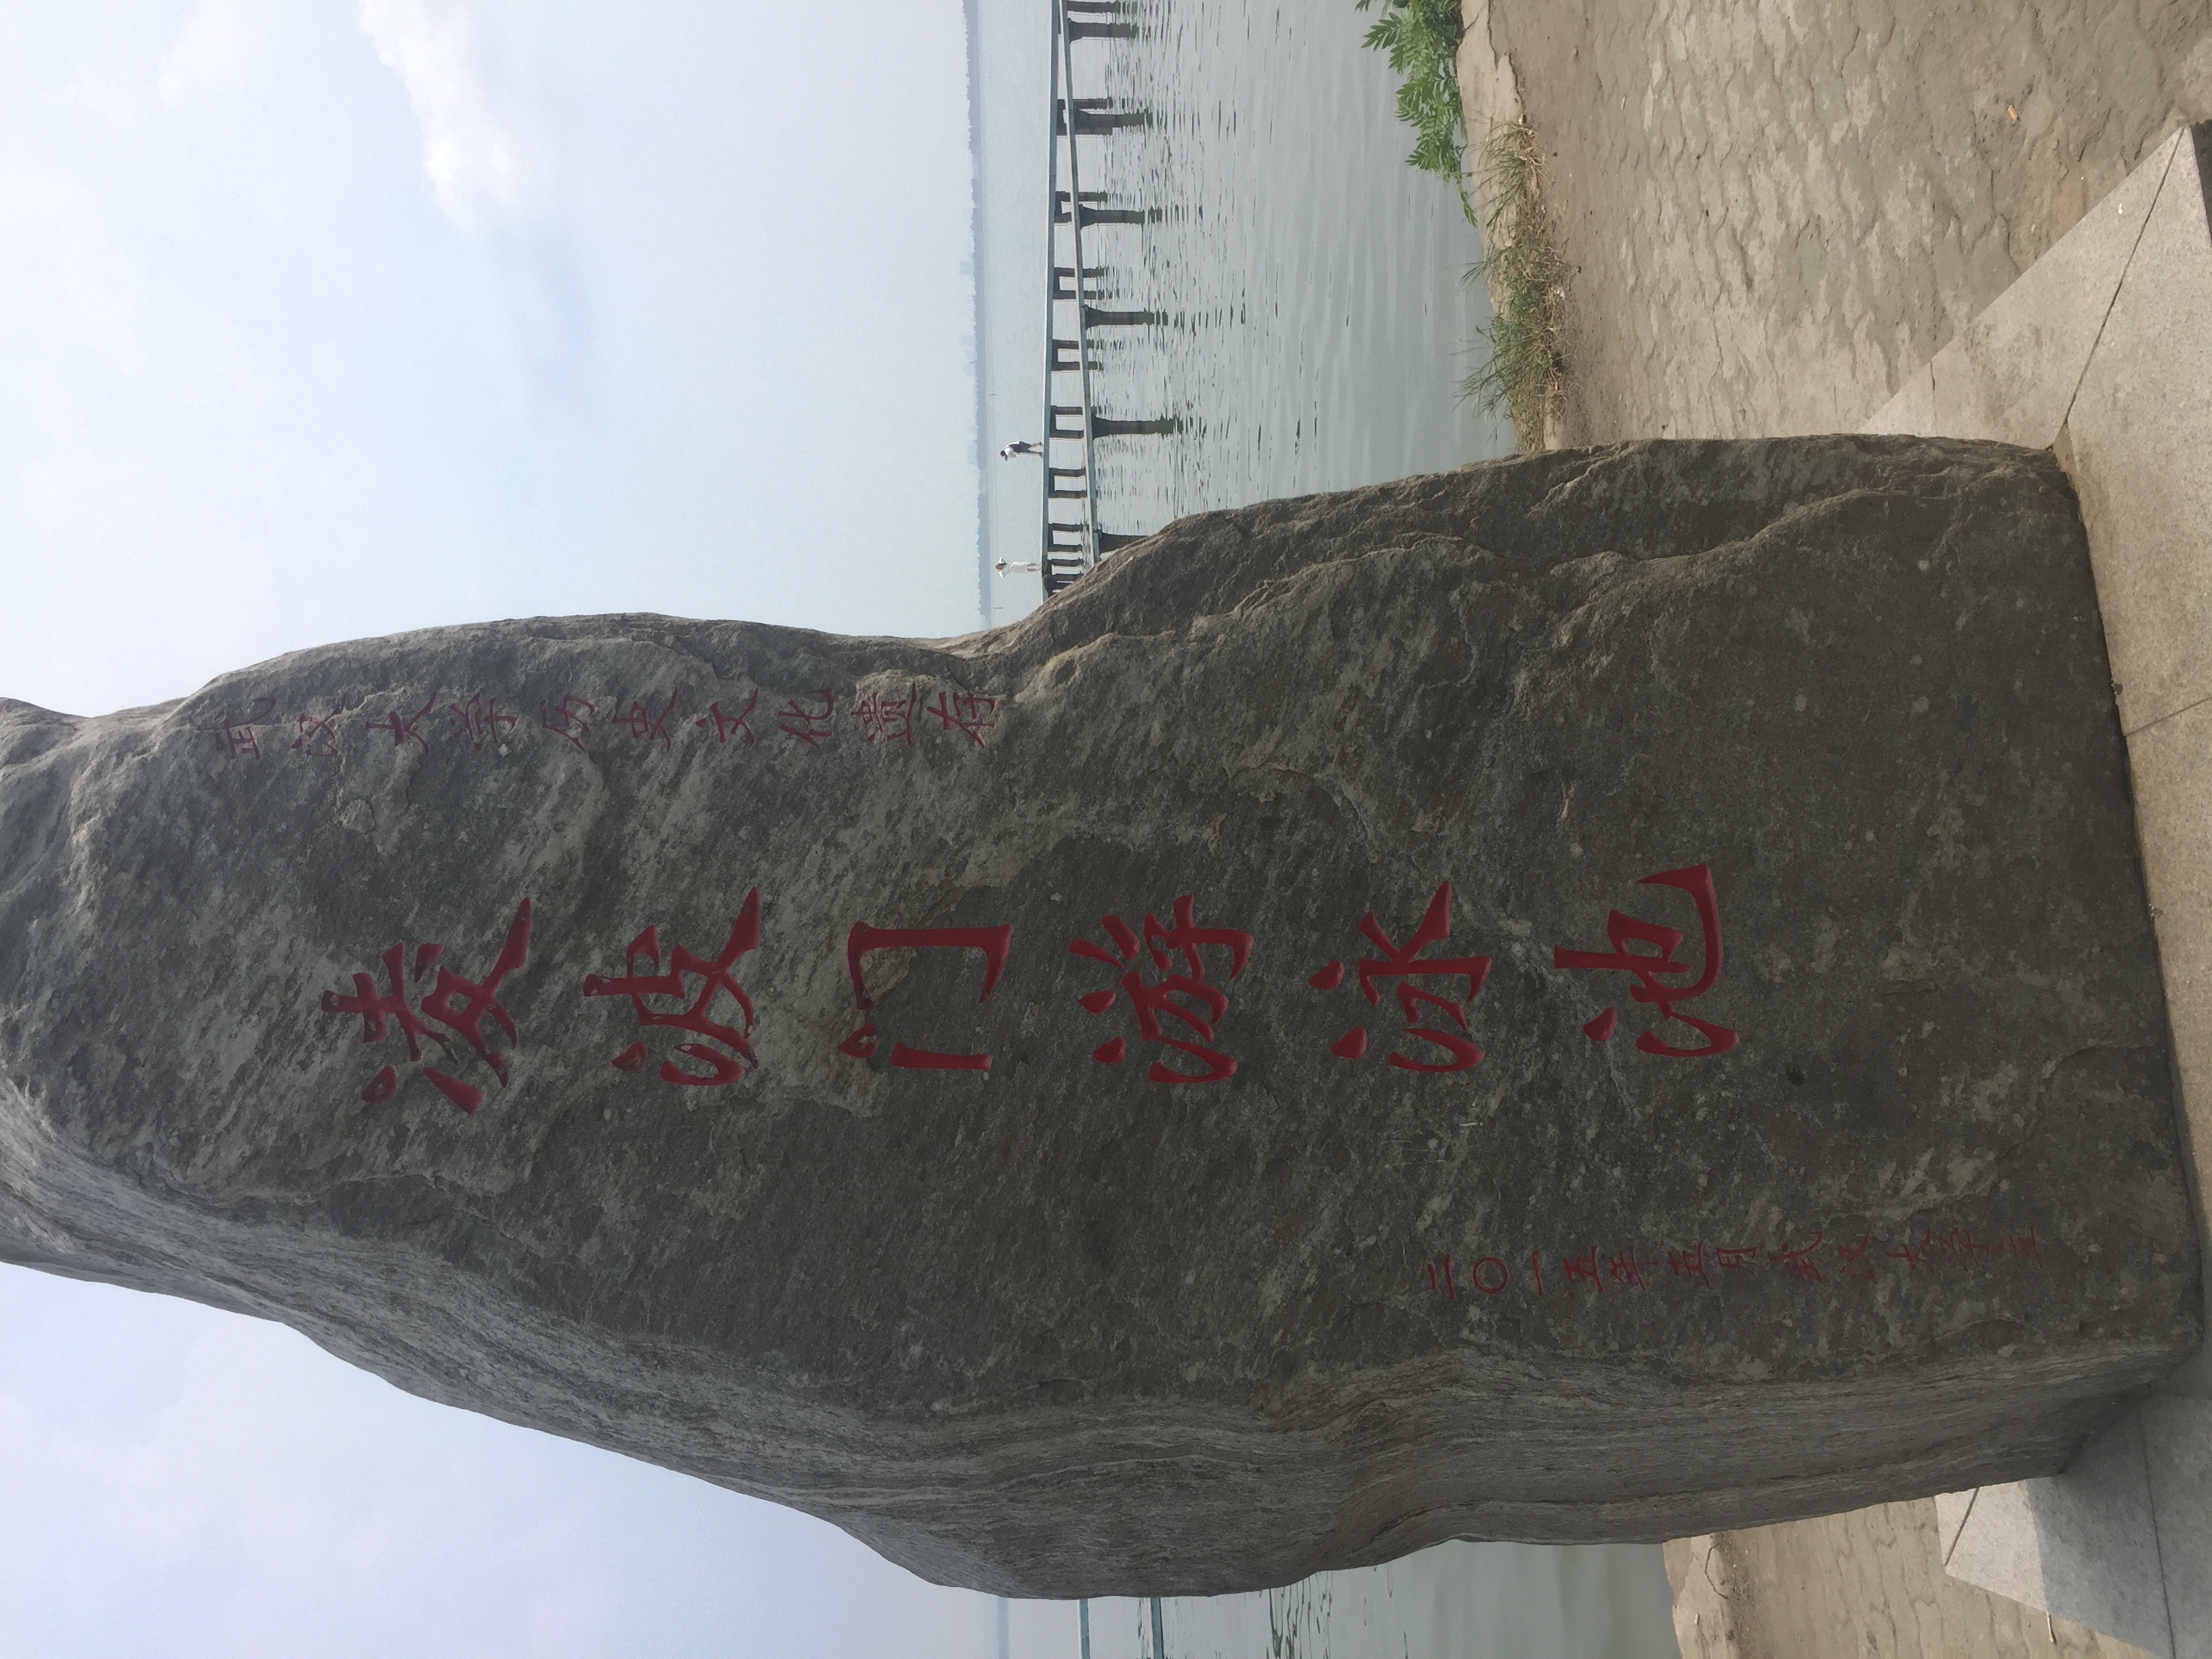 武汉大学历史文化遗存
凌波门游泳池
二〇一五年五月武汉大学立